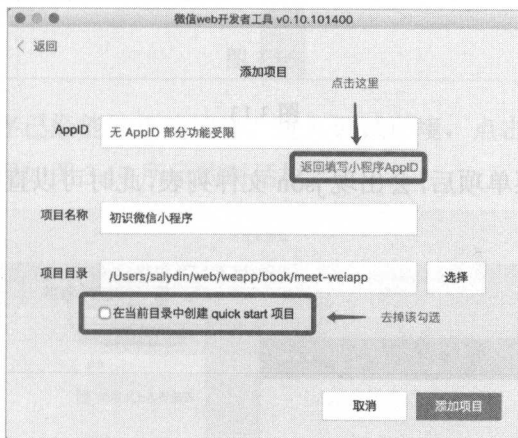 微信web开发者工具 v0.10.101400
返回
添加项目
点击这里
AppID 无 AppID 部分功能受限
返回填写小程序AppID
项目名称 初识微信小程序
项目目录 /Users/salydin/web/weapp/book/meet-weiapp 选择
在当前目录中创建 quick start 项目 去掉该勾选
取消 添加项目